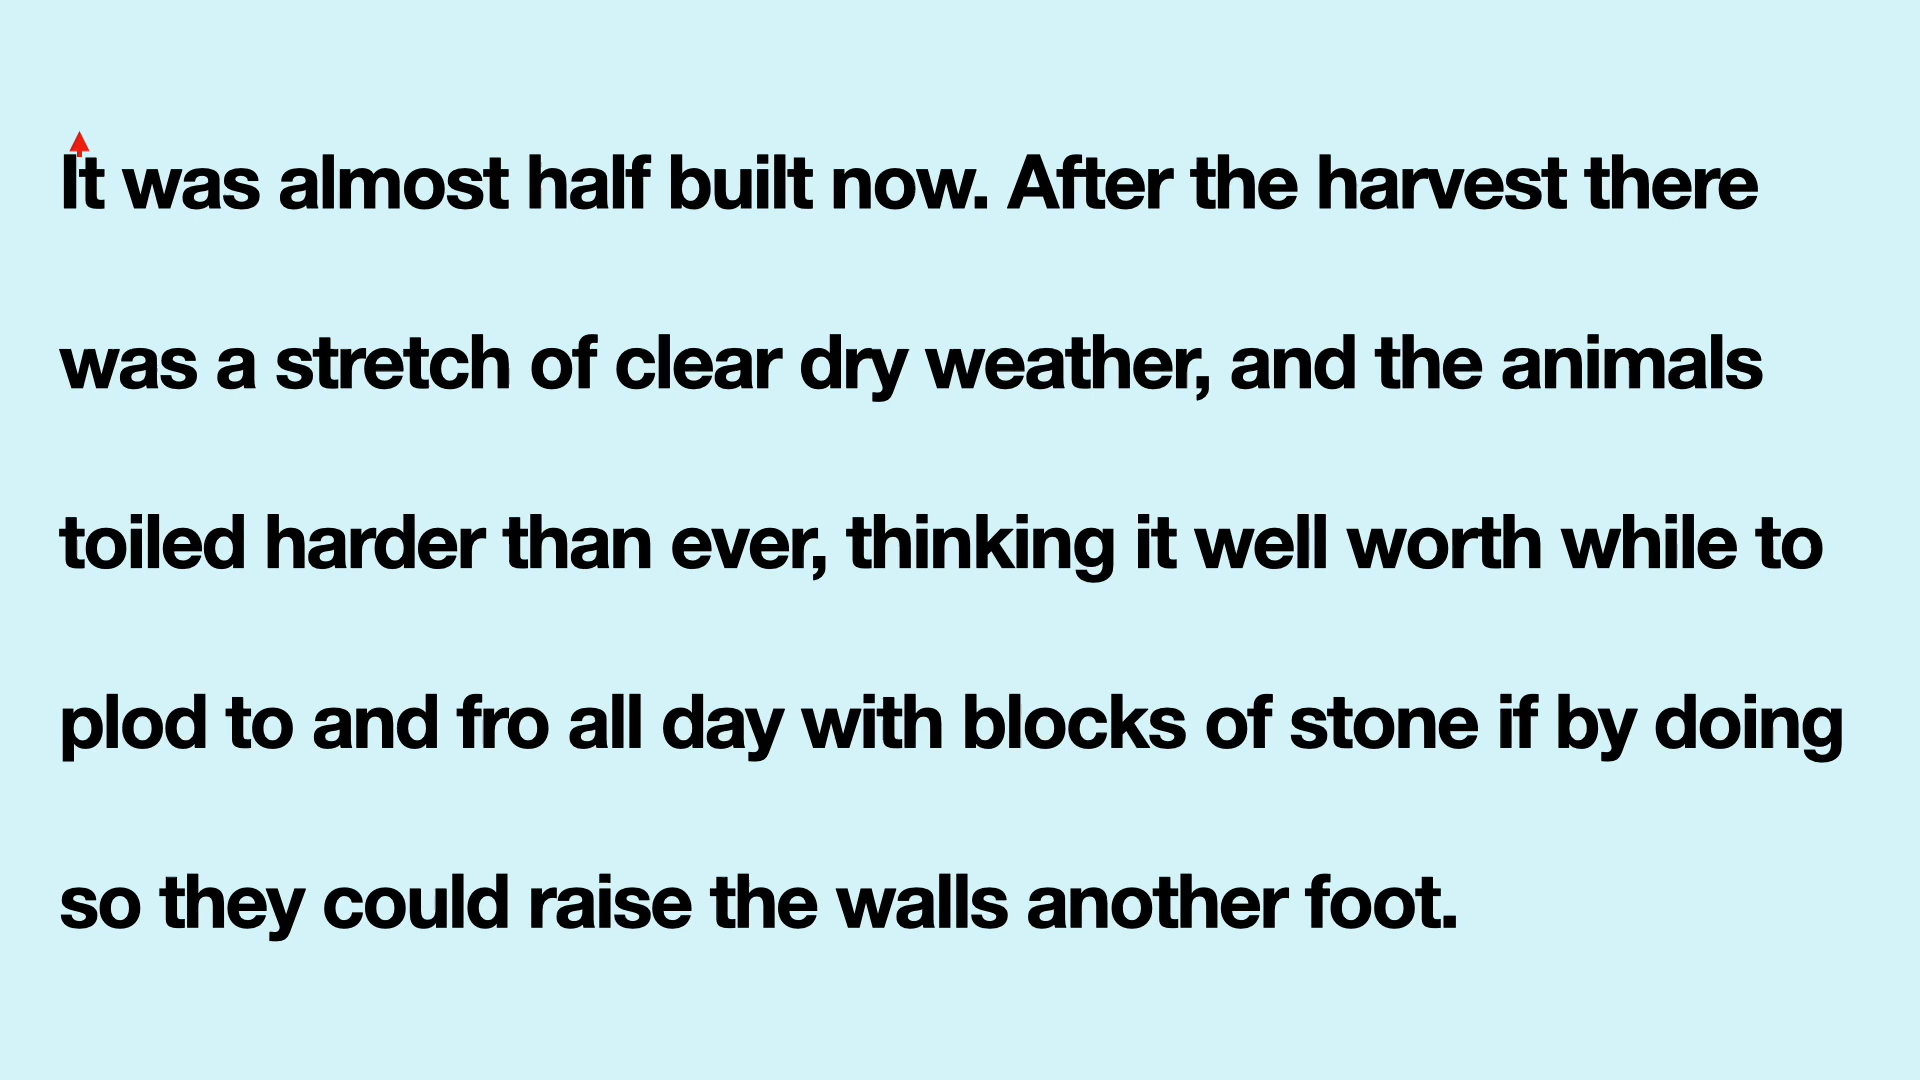 It was almost half built now. After the harvest there
was a stretch of clear dry weather, and the animals
toiled harder than ever, thinking it well worth while to
plod to and fro all day with blocks of stone if by doing
so they could raise the walls another foot.